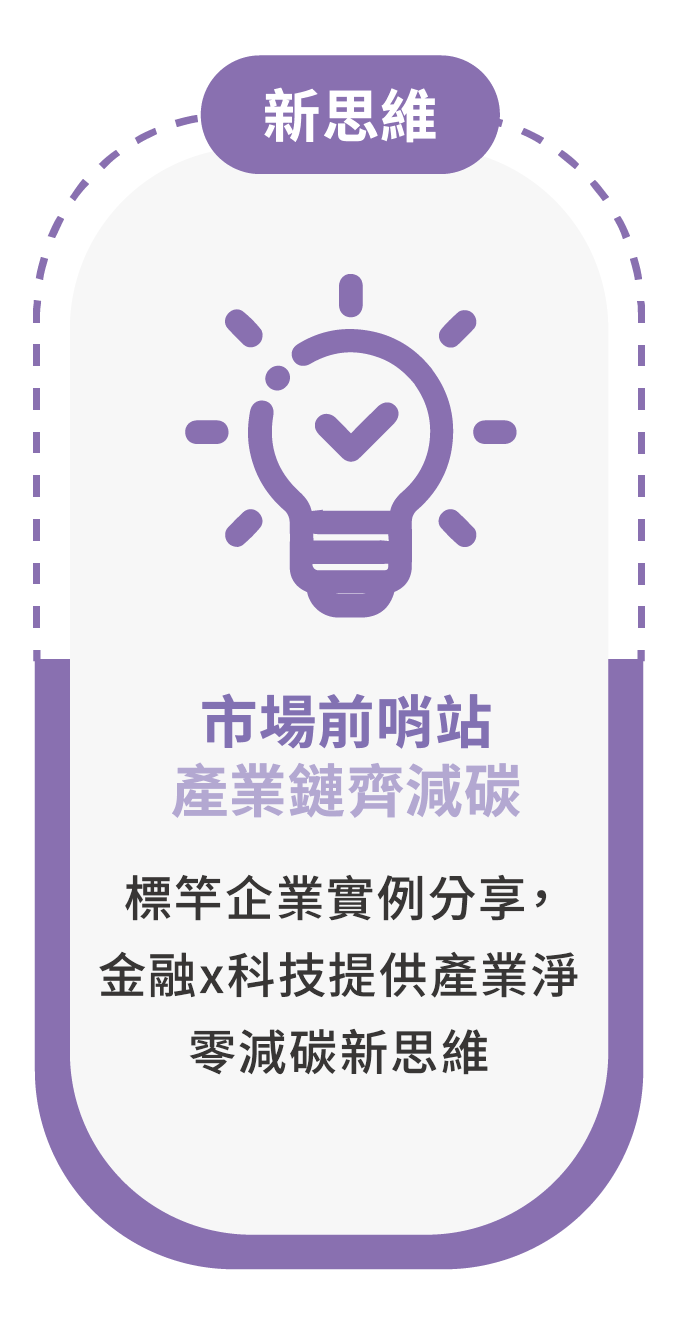 新思維
市場前哨站
產業鏈齊減碳
標竿企業實例分享，
金融x科技提供產業淨
零減碳新思維